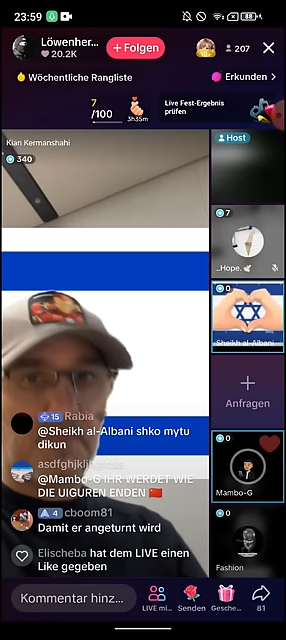 23:59
88
Löwenher...
20.2K
+ Folgen
207
Wöchentliche Rangliste
Erkunden >
7
/100
3h35m
Live Fest-Ergebnis
prüfen
Kian Kermanshahi
340
Host
7
..Hope.
0
Sheikh al-Albani
Anfragen
0
Mambo-G
0
Fashion
15 Rabia
@Sheikh al-Albani shko mytu
dikun
@Mambo-G IHR WERDET WIE
DIE UIGUREN ENDEN 🇨🇳
4 cboom81
Damit er angeturnt wird
Elischeba hat dem LIVE einen
Like gegeben
Kommentar hinz...
LIVE mi...
Senden
Gesche...
81